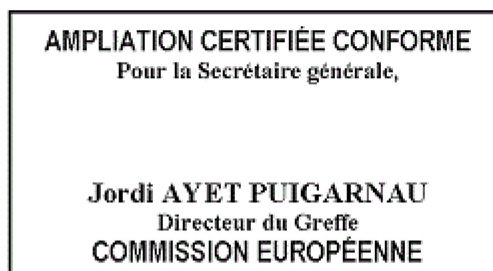 AMPLIATION CERTIFIÉE CONFORME
Pour la Secrétaire générale,
Jordi AYET PUIGARNAU
Directeur du Greffe
COMMISSION EUROPÉENNE